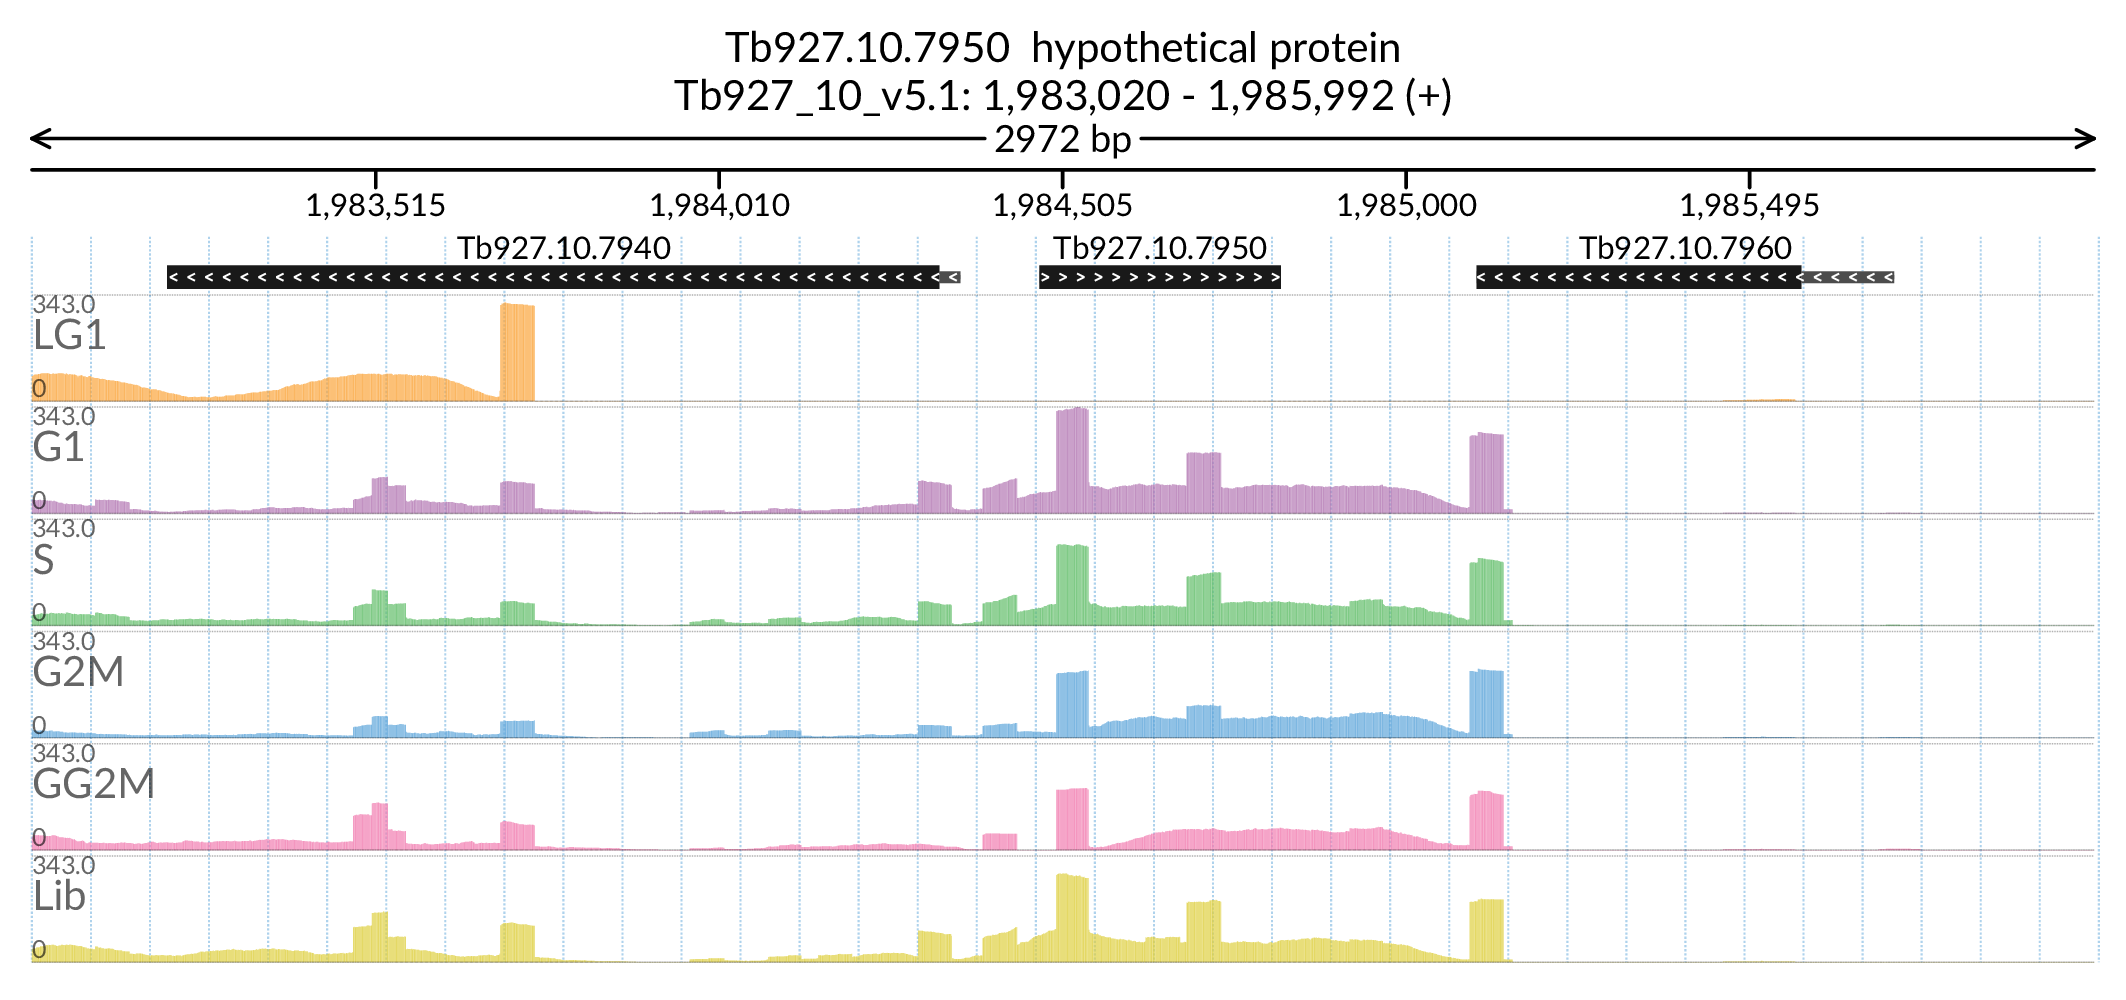 Tb927.10.7950  hypothetical protein
Tb927_10_v5.1: 1,983,020 - 1,985,992 (+)
2972 bp
1,983,515 1,984,010 1,984,505 1,985,000 1,985,495
Tb927.10.7940 Tb927.10.7950 Tb927.10.7960
343.0
LG1
0
343.0
G1
0
343.0
S
0
343.0
G2M
0
343.0
GG2M
0
343.0
Lib
0